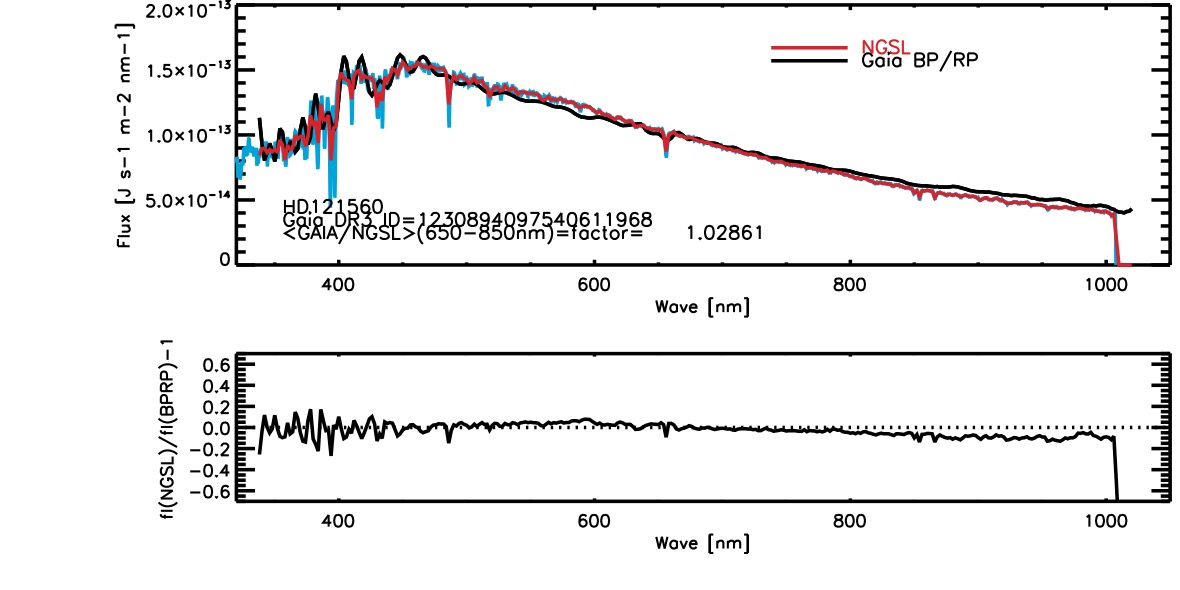 2.0×10−13
1.5×10−13
1.0×10−13
5.0×10−14
0
Flux [J s−1 m−2 nm−1]
NGSL
Gaia BP/RP
HD121560
Gaia DR3 ID=1230894097540611968
<GAIA/NGSL>(650−850nm)=factor= 1.02861
400 600 800 1000
Wave [nm]
0.6
0.4
0.2
0.0
−0.2
−0.4
−0.6
fl(NGSL)/fl(BPRP)−1
400 600 800 1000
Wave [nm]